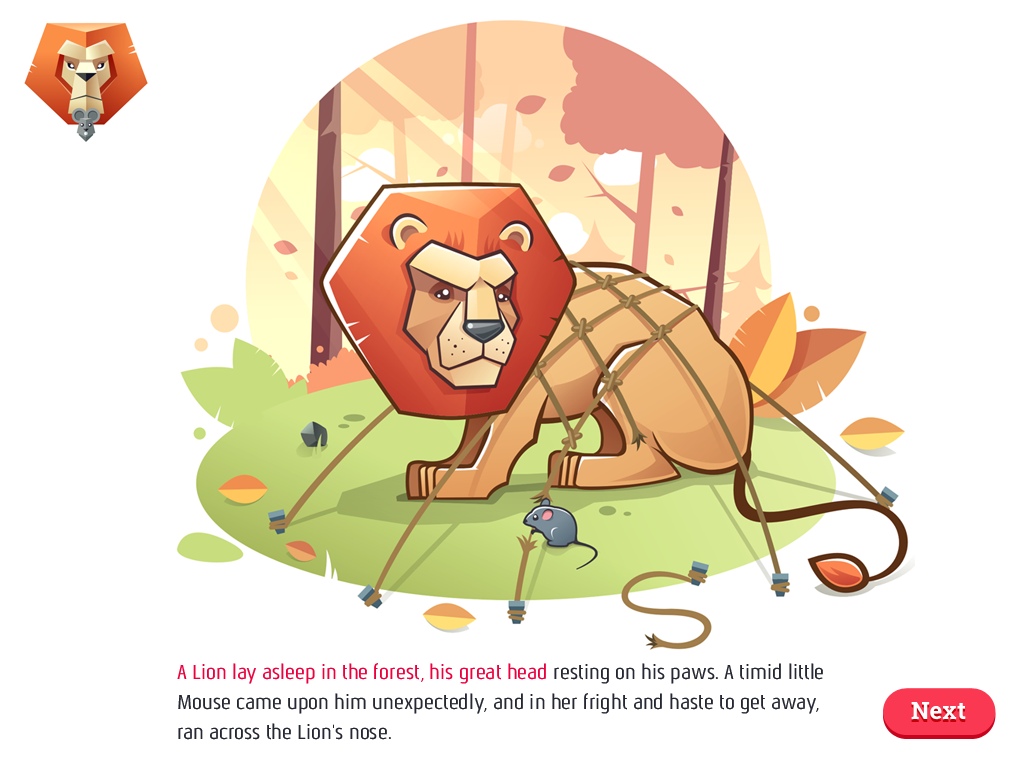 A Lion lay asleep in the forest, his great head resting on his paws. A timid little
Mouse came upon him unexpectedly, and in her fright and haste to get away,
ran across the Lion's nose.
Next